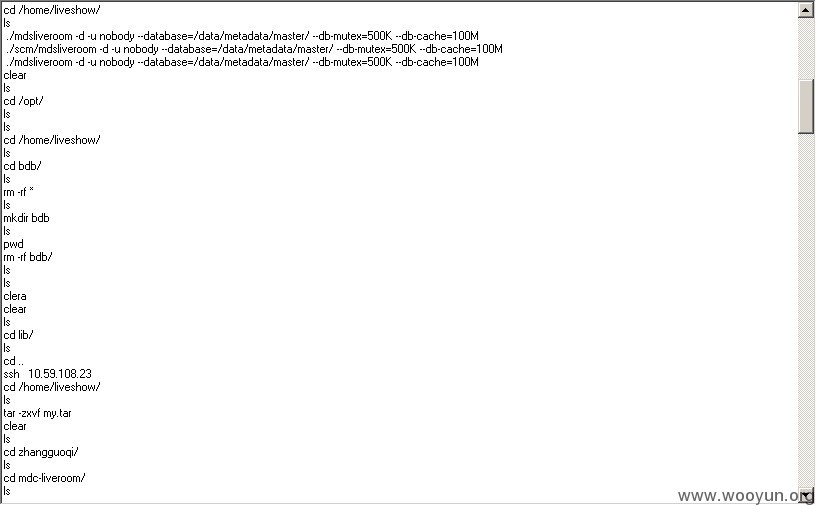 cd /home/liveshow/
ls
./mdsliveroom -d -u nobody --database=/data/metadata/master/ --db-mutex=500K --db-cache=100M
./scm/mdsliveroom -d -u nobody --database=/data/metadata/master/ --db-mutex=500K --db-cache=100M
./mdsliveroom -d -u nobody --database=/data/metadata/master/ --db-mutex=500K --db-cache=100M
clear
ls
cd /opt/
ls
ls
cd /home/liveshow/
ls
cd bdb/
ls
rm -rf *
ls
mkdir bdb
ls
pwd
rm -rf bdb/
ls
ls
clera
clear
ls
cd lib/
ls
cd ..
ssh   10.59.108.23
cd /home/liveshow/
ls
tar -zxvf my.tar
clear
ls
cd zhangguoqi/
ls
cd mdc-liveroom/
ls
www.wooyun.org